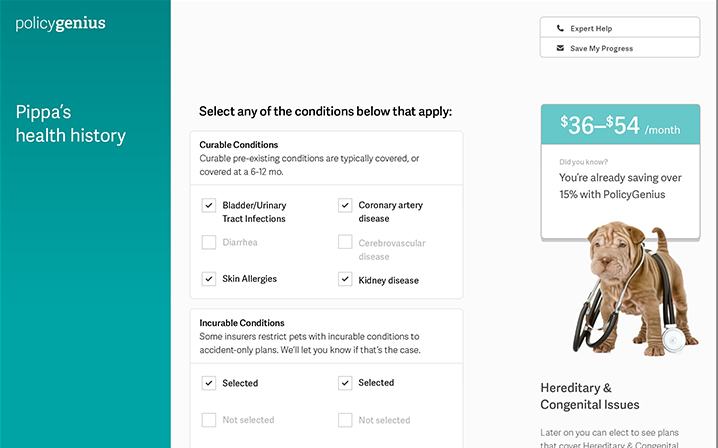 policygenius
Expert Help
Save My Progress
Pippa's
health history
Select any of the conditions below that apply:
Curable Conditions
Curable pre-existing conditions are typically covered, or
covered at a 6-12 mo.
Bladder/Urinary
Tract Infections
Coronary artery
disease
Diarrhea
Cerebrovascular
disease
Skin Allergies
Kidney disease
Incurable Conditions
Some insurers restrict pets with incurable conditions to
accident-only plans. We'll let you know if that's the case.
Selected
Selected
Not selected
Not selected
$36–$54 /month
Did you know?
You're already saving over
15% with PolicyGenius
Hereditary &
Congenital Issues
Later on you can elect to see plans
that cover Hereditary & Congenital